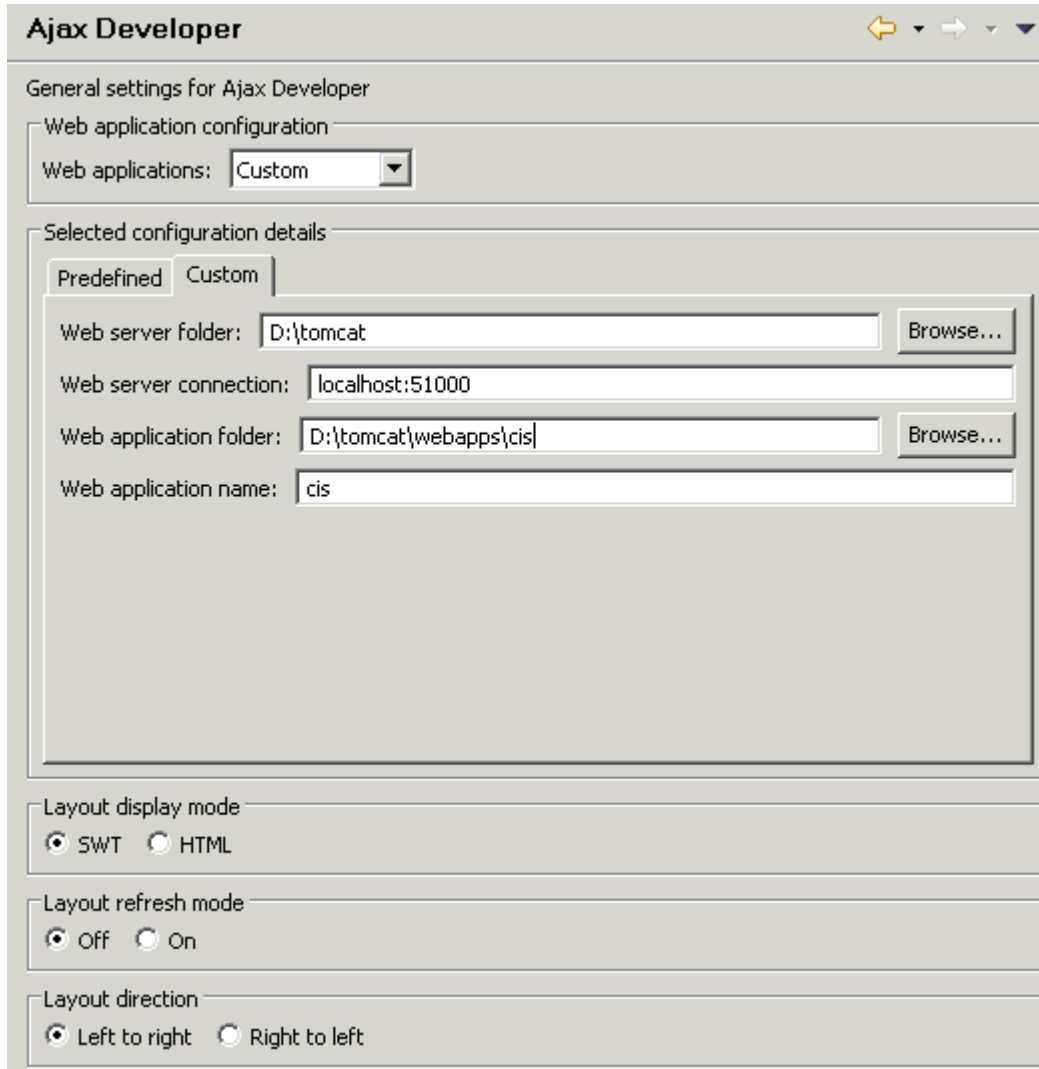 Ajax Developer
General settings for Ajax Developer
Web application configuration
Web applications: Custom
Selected configuration details
Predefined Custom
Web server folder: D:\tomcat Browse...
Web server connection: localhost:51000
Web application folder: D:\tomcat\webapps\cis Browse...
Web application name: cis
Layout display mode
SWT HTML
Layout refresh mode
Off On
Layout direction
Left to right Right to left